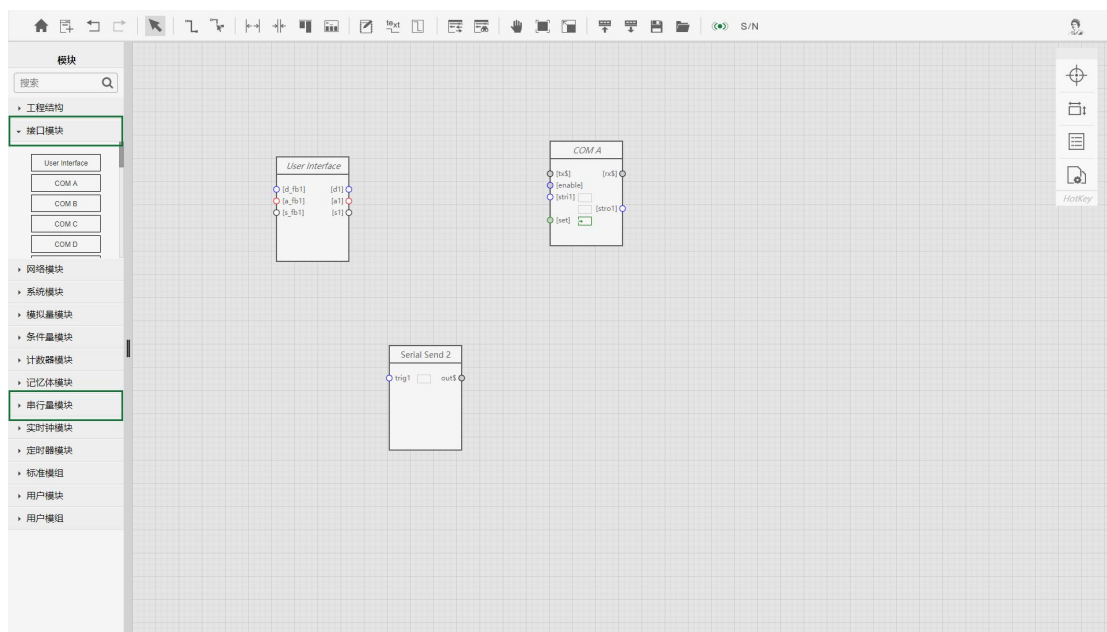 text
S/N
模块
搜索
工程结构
接口模块
User Interface
COM A
COM B
COM C
COM D
网络模块
系统模块
模拟量模块
条件量模块
计数器模块
记忆体模块
串行量模块
实时钟模块
定时器模块
标准模组
用户模块
用户模组
User Interface
[d_fb1] [d1]
[a_fb1] [a1]
[s_fb1] [s1]
COM A
[tx$] [rx$]
[enable]
[stri1]
[stro1]
[set]
Serial Send 2
trig1 out$
HotKey